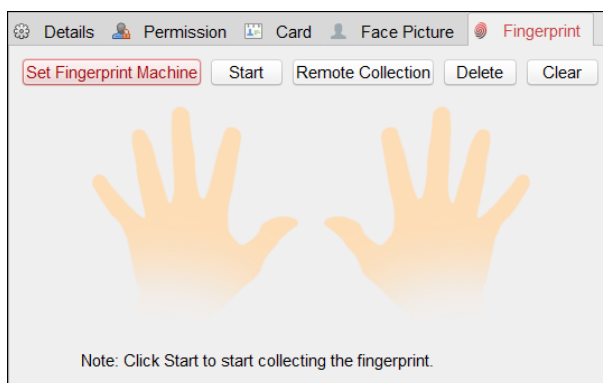 Details Permission Card Face Picture Fingerprint
Set Fingerprint Machine Start Remote Collection Delete Clear
Note: Click Start to start collecting the fingerprint.